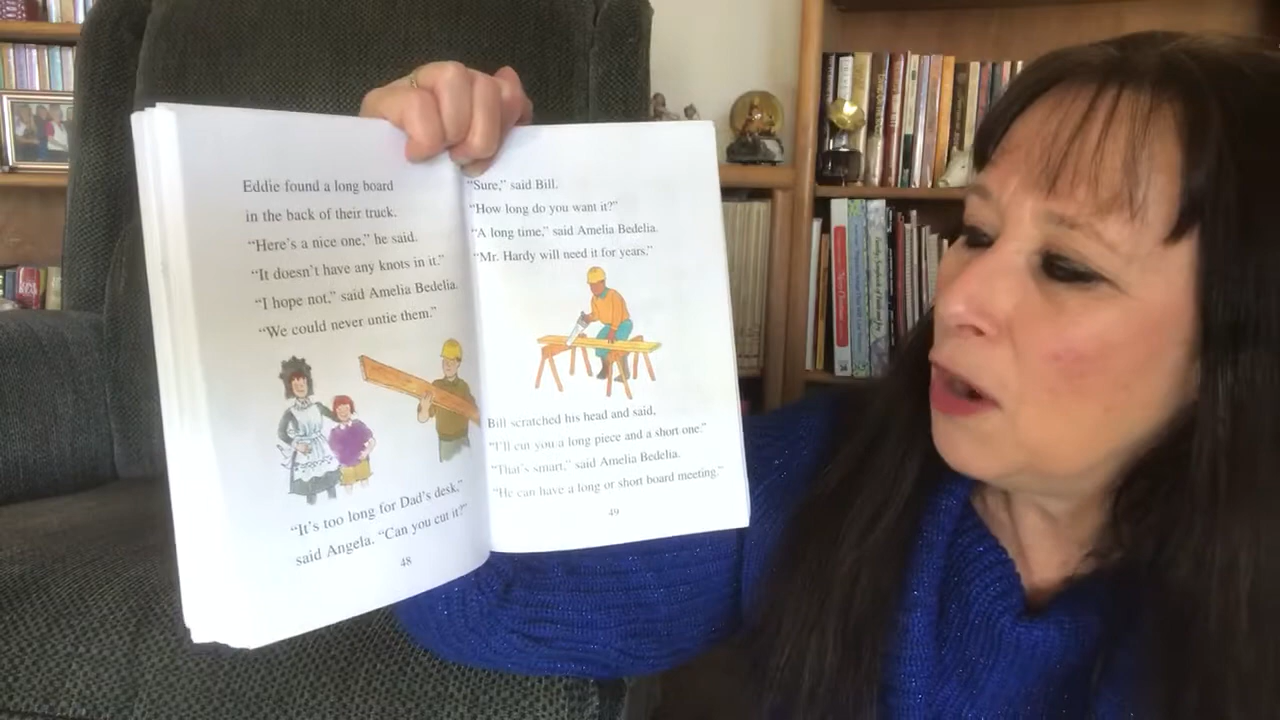 Eddie found a long board
in the back of their truck.
“Here’s a nice one,” he said.
“It doesn’t have any knots in it.”
“I hope not,” said Amelia Bedelia.
“We could never untie them.”
“It’s too long for Dad’s desk,”
said Angela. “Can you cut it?”
48
“Sure,” said Bill.
“How long do you want it?”
“A long time,” said Amelia Bedelia.
“Mr. Hardy will need it for years.”
Bill scratched his head and said,
“I’ll cut you a long piece and a short one.”
“That’s smart,” said Amelia Bedelia.
“He can have a long or short board meeting.”
49